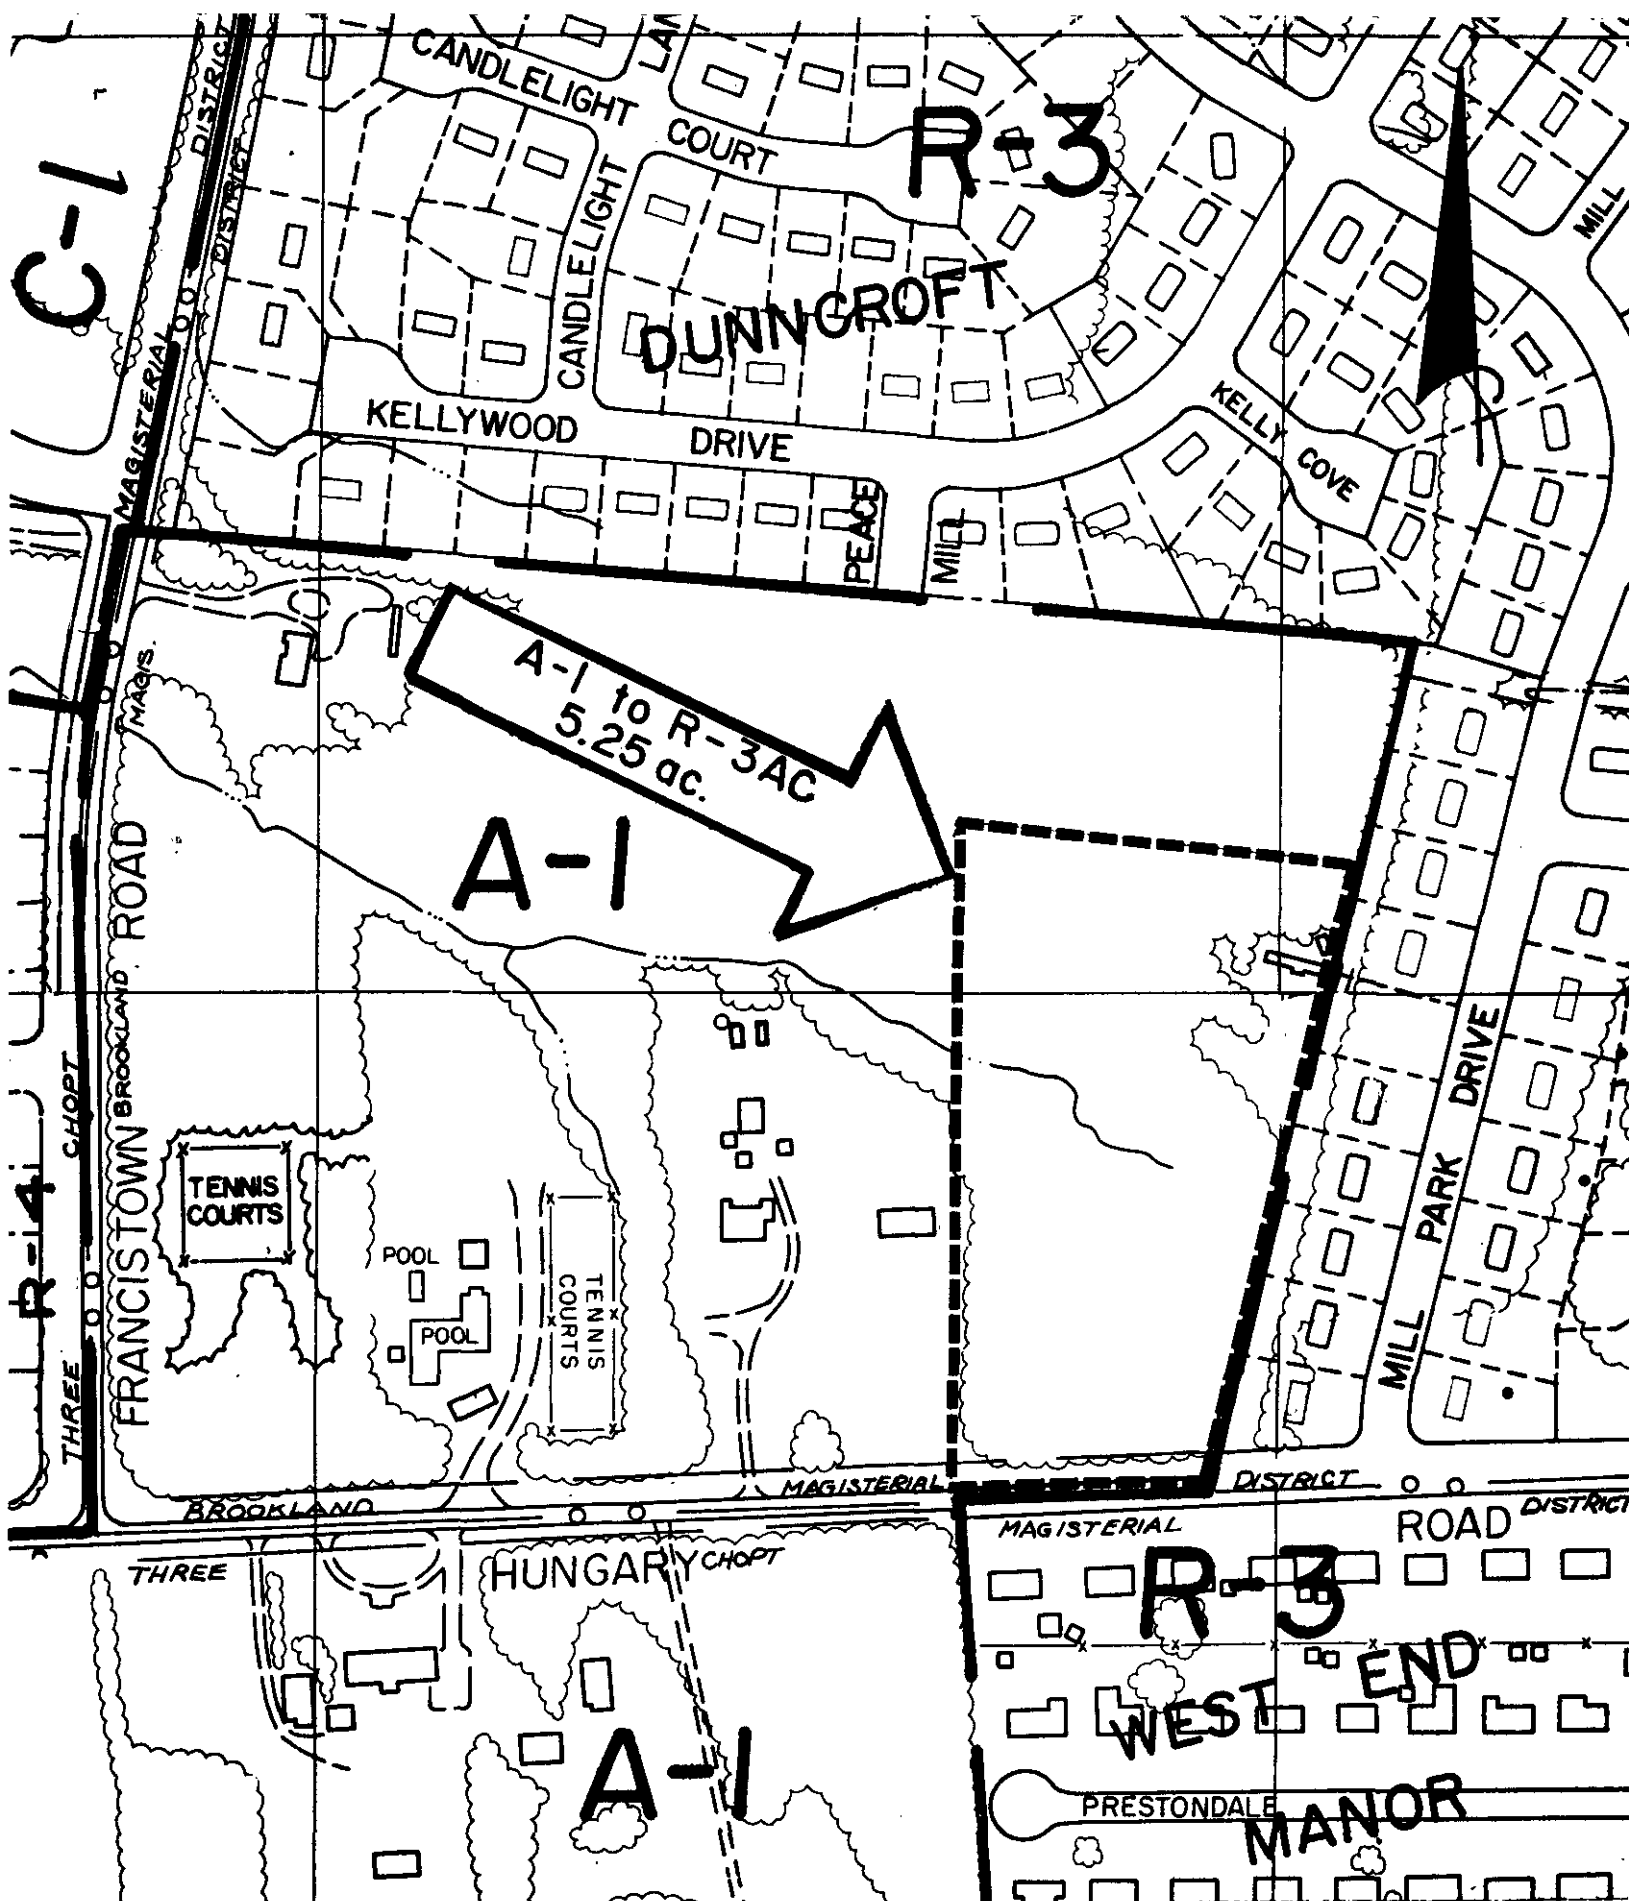 CANDLELIGHT
COURT
LAN
R-3
C-1
DISTRICT
DISTRICT
MAGISTERIAL
CANDLELIGHT
DUNNCROFT
MILL
KELLYWOOD DRIVE
KELLY
COVE
PEACE
MILL
MAGIS.
A-1 to R-3AC
5.25 ac.
A-1
FRANCISTOWN ROAD
BROOKLAND
THREE CHOPT
R-4
TENNIS
COURTS
POOL
POOL
TENNIS
COURTS
MILL PARK DRIVE
BROOKLAND MAGISTERIAL DISTRICT
THREE CHOPT MAGISTERIAL DISTRICT
HUNGARY ROAD
R-3
WEST END
MANOR
A-1
PRESTONDALE